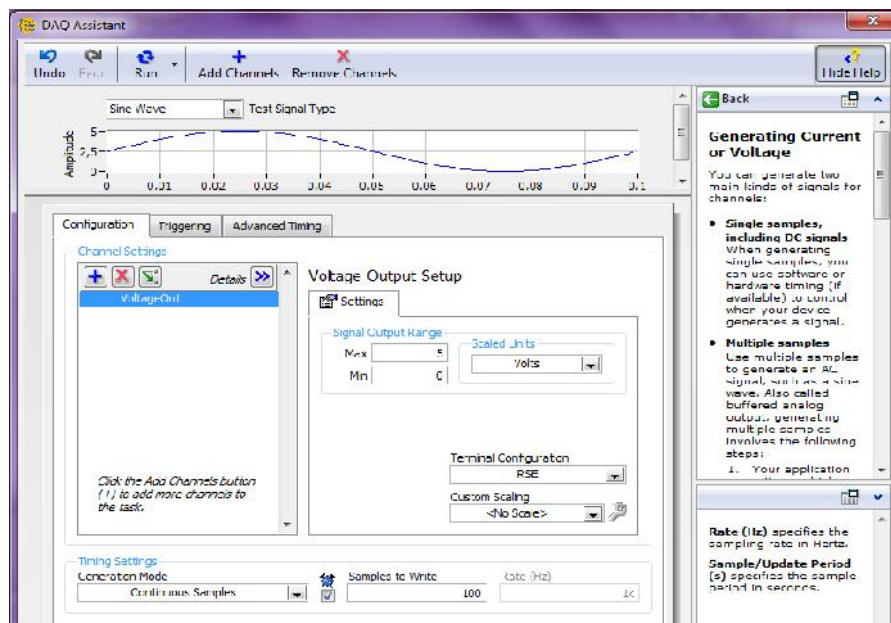 DAQ Assistant
Undo
Run
Add Channels
Remove Channels
Hide Help
Sine Wave
Test Signal Type
Amplitude
5
2,5
0
0
0.01
0.02
0.03
0.04
0.05
0.06
0.07
0.08
0.09
0.1
Configuration
Triggering
Advanced Timing
Channel Settings
Details
VoltageOut
Click the Add Channels button
(+) to add more channels to
the task.
Voltage Output Setup
Settings
Signal Output Range
Max
5
Min
0
Scaled Units
Volts
Terminal Configuration
RSE
Custom Scaling
<No Scale>
Timing Settings
Generation Mode
Continuous Samples
Samples to Write
100
Rate (Hz)
1k
Back
Generating Current
or Voltage
You can generate two
main kinds of signals for
channels:
• Single samples,
including DC signals
When generating
single samples, you
can use software or
hardware timing (if
available) to control
when your device
generates a signal.
• Multiple samples
Use multiple samples
to generate an AC
signal, such as a sine
wave. Also called
buffered analog
output, generating
multiple samples
involves the following
steps:
1. Your application
Rate (Hz) specifies the
sampling rate in Hertz.
Sample/Update Period
(s) specifies the sample
period in seconds.